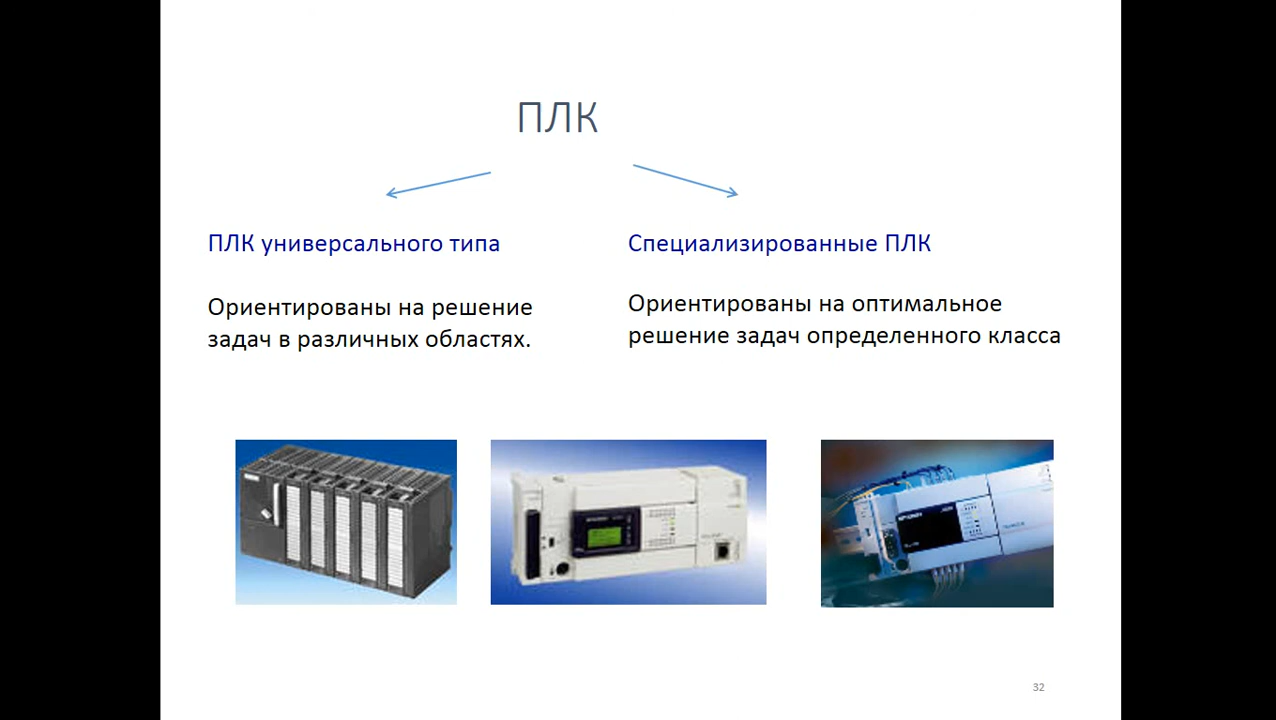 ПЛК
ПЛК универсального типа
Ориентированы на решение
задач в различных областях.
Специализированные ПЛК
Ориентированы на оптимальное
решение задач определенного класса
32